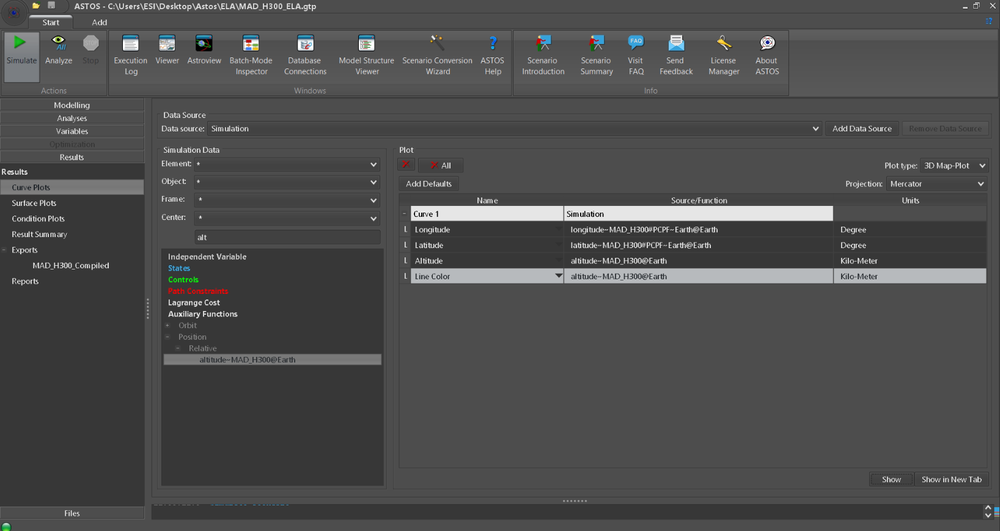 ASTOS - C:\Users\ESI\Desktop\Astos\ELA\MAD_H300_ELA.gtp
Start Add
Simulate Analyze Stop
All STOP
Actions
Execution Log Viewer Astroview Batch-Mode Inspector Database Connections Model Structure Viewer Scenario Conversion Wizard ASTOS Help
Windows
Scenario Introduction Scenario Summary Visit FAQ Send Feedback License Manager About ASTOS
FAQ
Info
Modelling
Analyses
Variables
Optimization
Results
Results
Curve Plots
Surface Plots
Condition Plots
Result Summary
Exports
MAD_H300_Compiled
Reports
Files
Data Source
Data source: Simulation Add Data Source Remove Data Source
Simulation Data
Element: *
Object: *
Frame: *
Center: *
alt
Independent Variable
States
Controls
Path Constraints
Lagrange Cost
Auxiliary Functions
Orbit
Position
Relative
altitude~MAD_H300@Earth
Plot
All Plot type: 3D Map-Plot
Add Defaults Projection: Mercator
Name Source/Function Units
Curve 1 Simulation
L Longitude longitude~MAD_H300#PCPF~Earth@Earth Degree
L Latitude latitude~MAD_H300#PCPF~Earth@Earth Degree
L Altitude altitude~MAD_H300@Earth Kilo-Meter
L Line Color altitude~MAD_H300@Earth Kilo-Meter
Show Show in New Tab